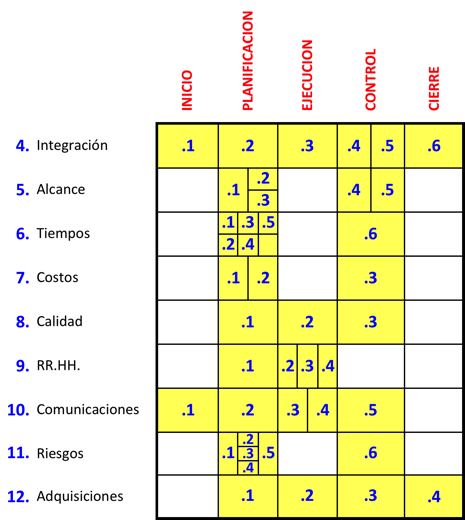 INICIO PLANIFICACION EJECUCION CONTROL CIERRE
4. Integración .1 .2 .3 .4 .5 .6
5. Alcance .1 .2 .3 .4 .5
6. Tiempos .1 .3 .5 .2 .4 .6
7. Costos .1 .2 .3
8. Calidad .1 .2 .3
9. RR.HH. .1 .2 .3 .4
10. Comunicaciones .1 .2 .3 .4 .5
11. Riesgos .1 .2 .3 .4 .5 .6
12. Adquisiciones .1 .2 .3 .4